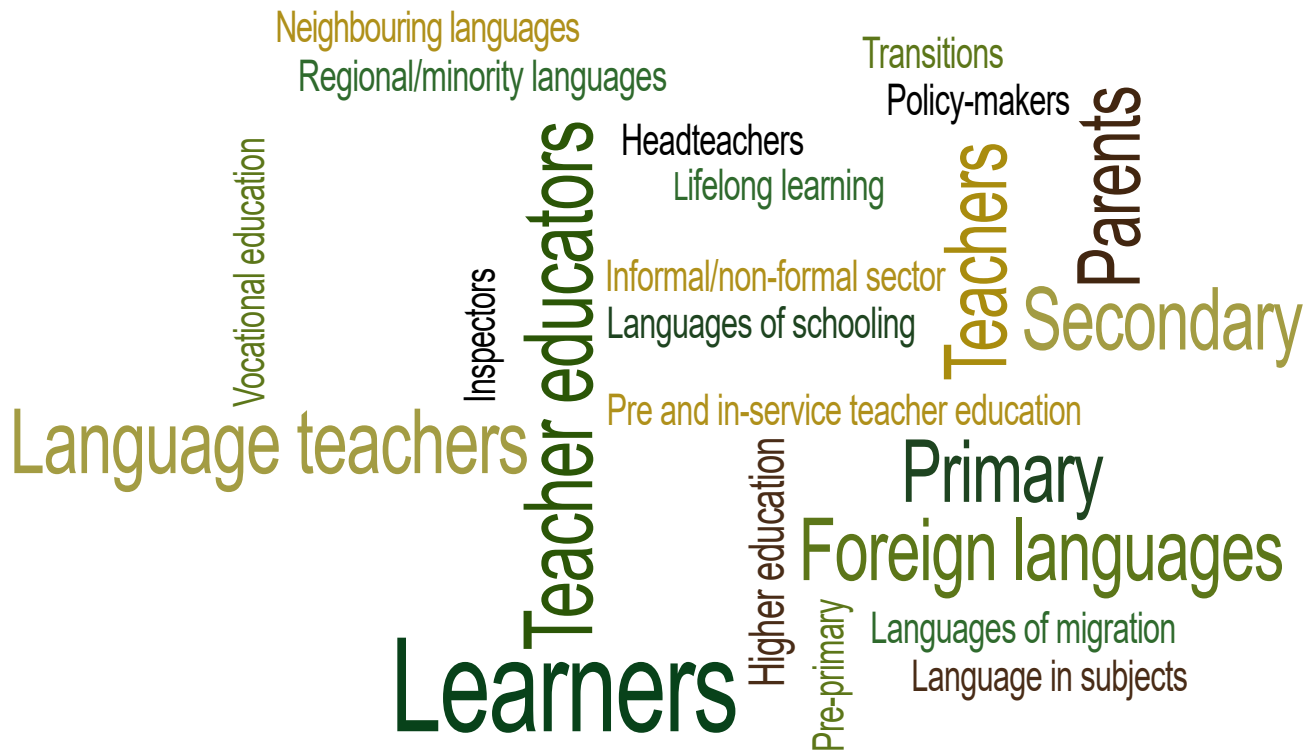 Neighbouring languages
Regional/minority languages
Transitions
Policy-makers
Parents
Headteachers
Lifelong learning
Teacher educators
Teachers
Vocational education
Inspectors
Informal/non-formal sector
Languages of schooling
Secondary
Language teachers
Pre and in-service teacher education
Primary
Higher education
Foreign languages
Pre-primary
Languages of migration
Language in subjects
Learners